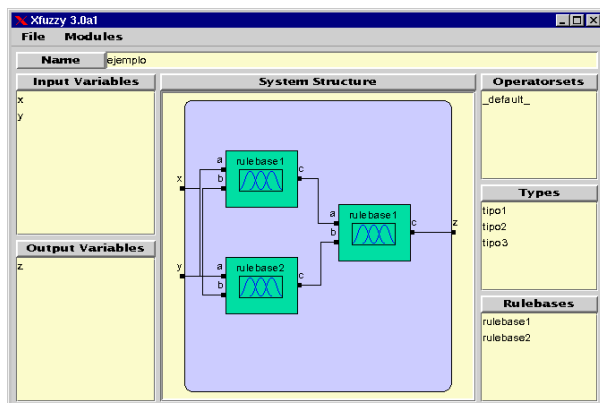 Xfuzzy 3.0a1
File Modules
Name ejemplo
Input Variables
x
y
Output Variables
z
System Structure
x
y
a
b
rulebase1
c
a
b
rulebase2
c
a
b
rulebase1
c
z
Operatorsets
_default_
Types
tipo1
tipo2
tipo3
Rulebases
rulebase1
rulebase2